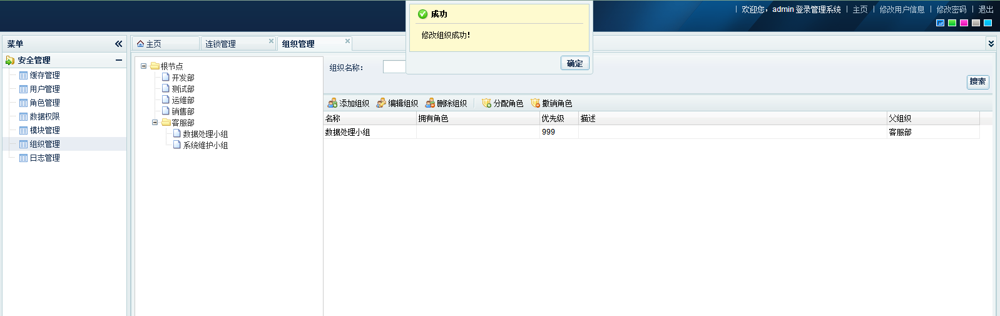 欢迎您，admin 登录管理系统 | 主页 | 修改用户信息 | 修改密码 | 退出
成功
修改组织成功!
确定
菜单
安全管理
缓存管理
用户管理
角色管理
数据权限
模块管理
组织管理
日志管理
主页 连锁管理 组织管理
根节点
开发部
测试部
运维部
销售部
客服部
数据处理小组
系统维护小组
组织名称：
搜索
添加组织 编辑组织 删除组织 分配角色 撤销角色
名称 拥有角色 优先级 描述 父组织
数据处理小组 999 客服部